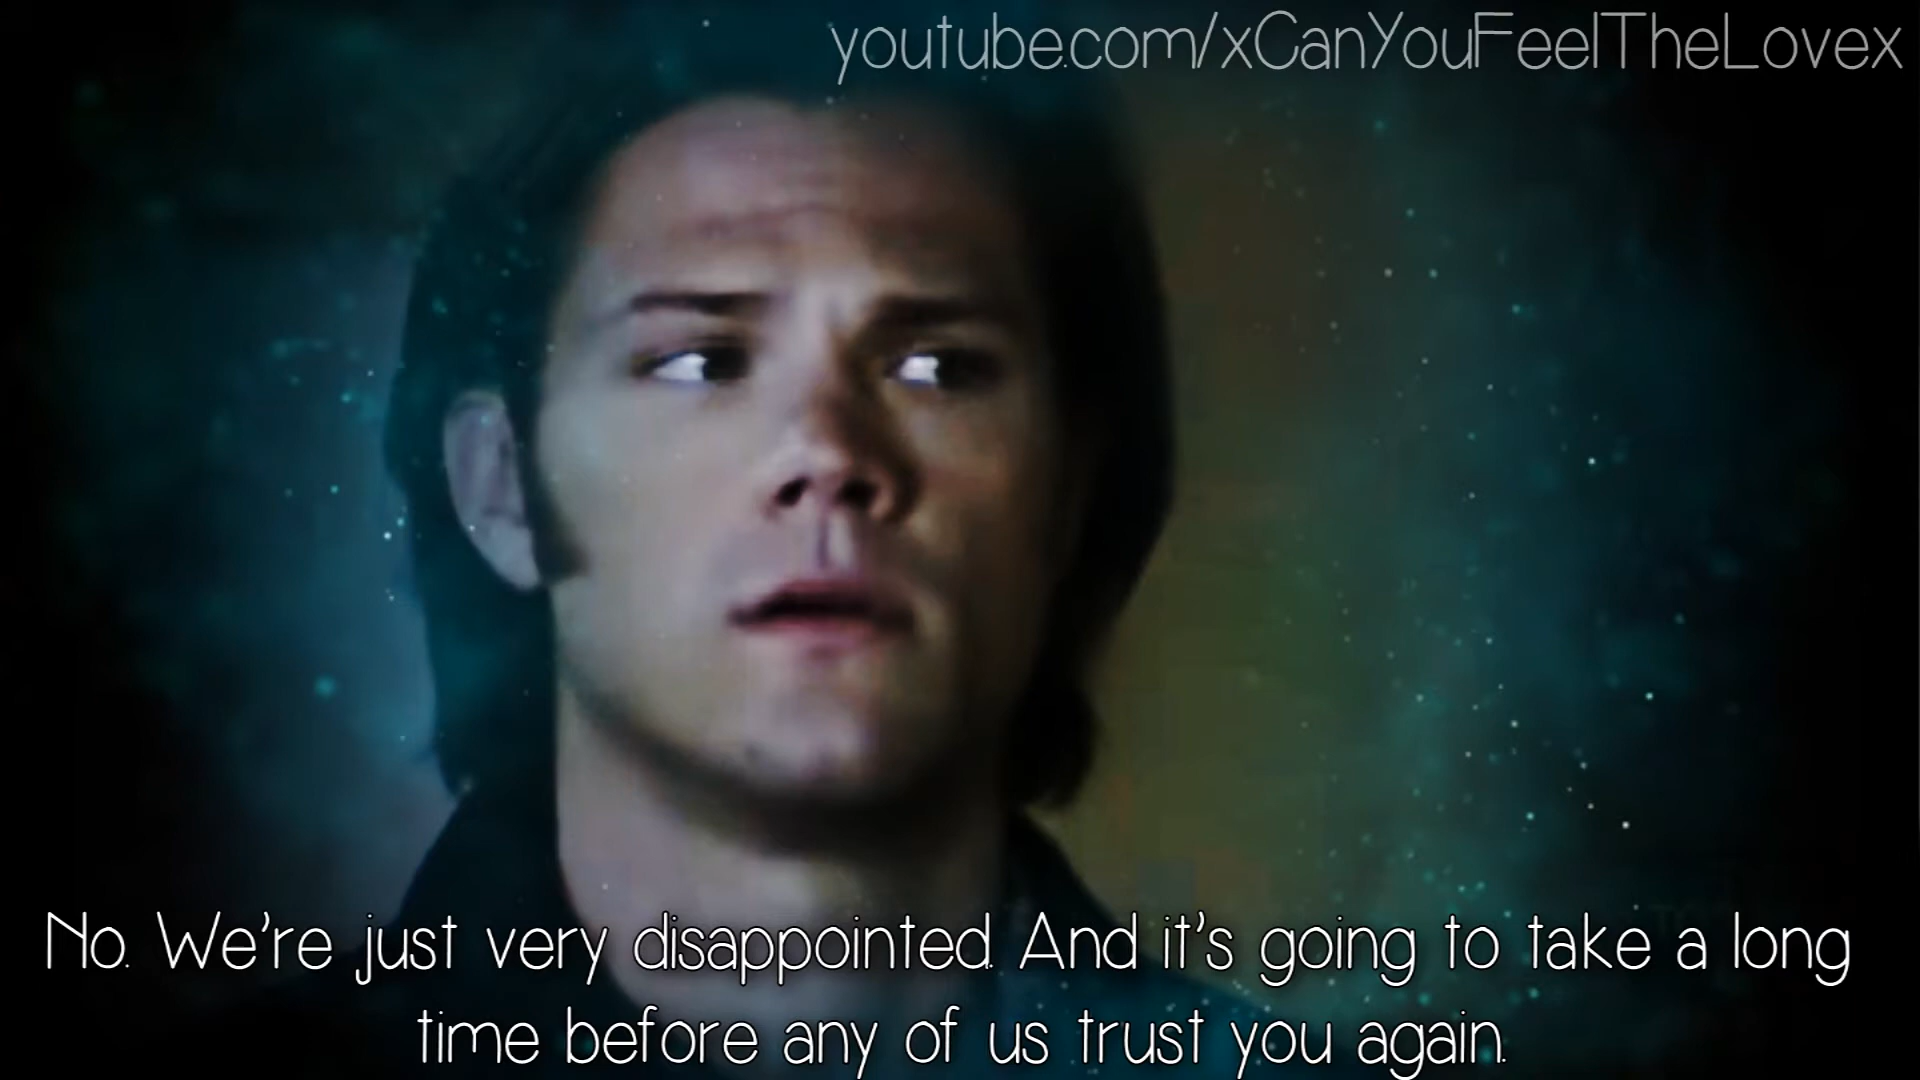 youtube.com/xCanYouFeelTheLovex
No. We're just very disappointed. And it's going to take a long
time before any of us trust you again.